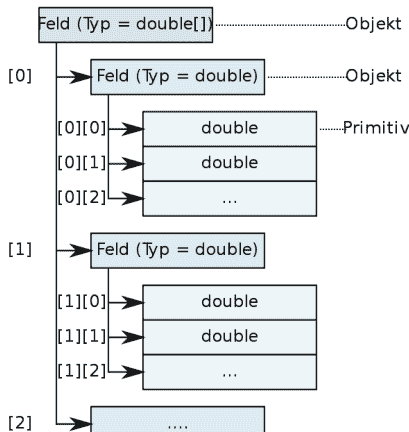 Feld (Typ = double[]) Objekt
[0] Feld (Typ = double) Objekt
[0][0] double Primitiv
[0][1] double
[0][2] ...
[1] Feld (Typ = double)
[1][0] double
[1][1] double
[1][2] ...
[2] ....